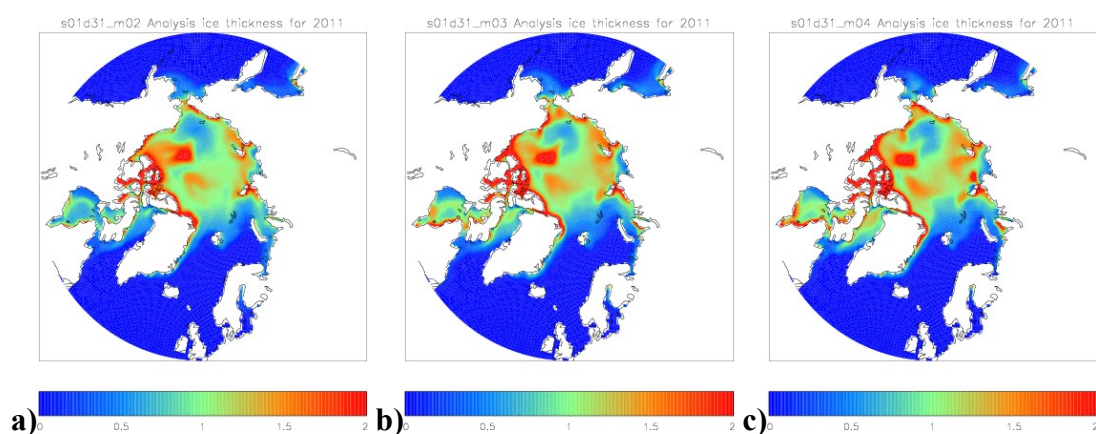 s01d31_m02 Analysis ice thickness for 2011
s01d31_m03 Analysis ice thickness for 2011
s01d31_m04 Analysis ice thickness for 2011
a) 0 0.5 1 1.5 2
b) 0 0.5 1 1.5 2
c) 0 0.5 1 1.5 2